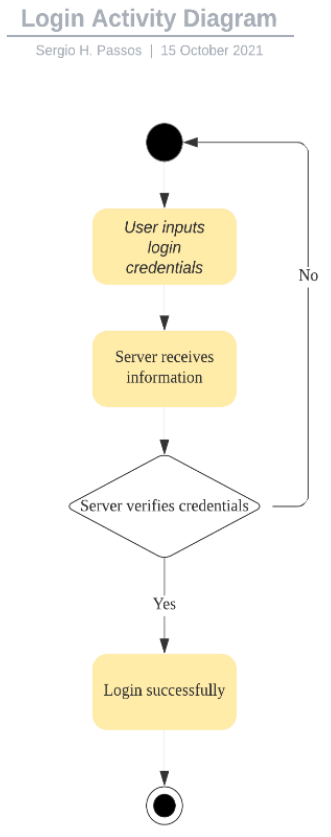 Login Activity Diagram
Sergio H. Passos | 15 October 2021
User inputs
login
credentials
No
Server receives
information
Server verifies credentials
Yes
Login successfully